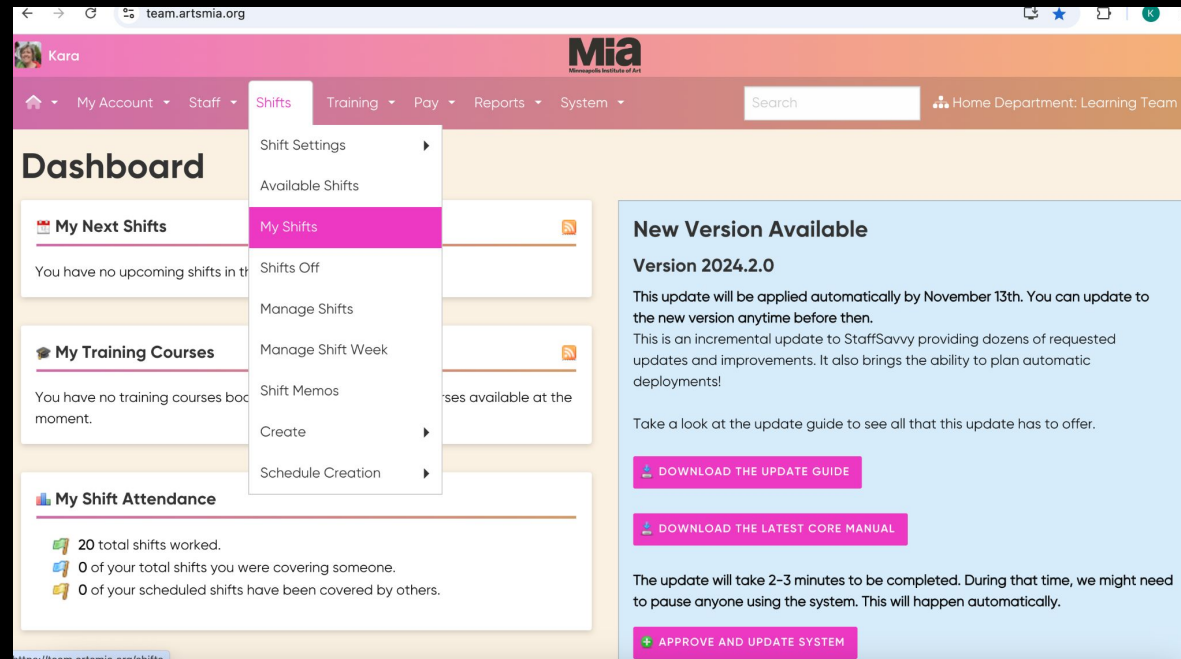 team.artsmia.org
K
Kara
Mia
Minneapolis Institute of Art
My Account
Staff
Shifts
Training
Pay
Reports
System
Search
Home Department: Learning Team
Shift Settings
Available Shifts
My Shifts
Shifts Off
Manage Shifts
Manage Shift Week
Shift Memos
Create
Schedule Creation
Dashboard
My Next Shifts
You have no upcoming shifts in th
My Training Courses
You have no training courses boo
rses available at the
moment.
My Shift Attendance
20 total shifts worked.
0 of your total shifts you were covering someone.
0 of your scheduled shifts have been covered by others.
New Version Available
Version 2024.2.0
This update will be applied automatically by November 13th. You can update to
the new version anytime before then.
This is an incremental update to StaffSavvy providing dozens of requested
updates and improvements. It also brings the ability to plan automatic
deployments!
Take a look at the update guide to see all that this update has to offer.
DOWNLOAD THE UPDATE GUIDE
DOWNLOAD THE LATEST CORE MANUAL
The update will take 2-3 minutes to be completed. During that time, we might need
to pause anyone using the system. This will happen automatically.
APPROVE AND UPDATE SYSTEM
https://team.artsmia.org/shifts